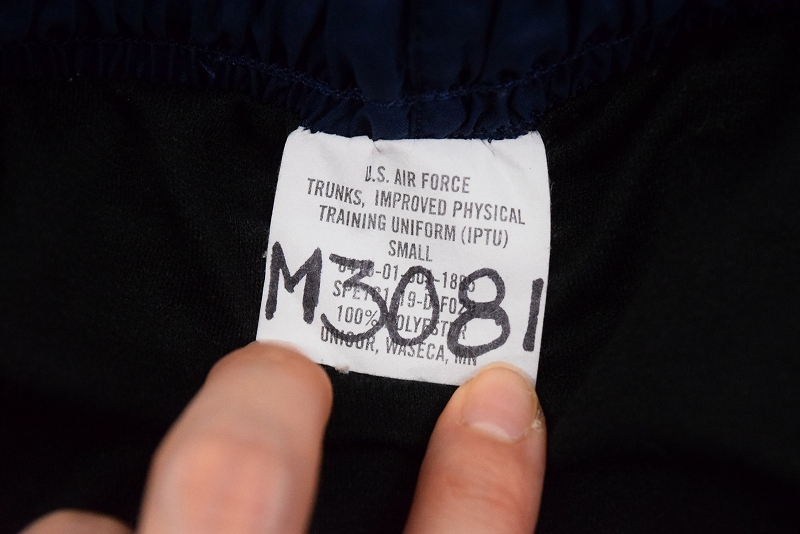 U.S. AIR FORCE
TRUNKS, IMPROVED PHYSICAL
TRAINING UNIFORM (IPTU)
SMALL
M3081
100% POLYESTER
UNICOR, WASECA, MN